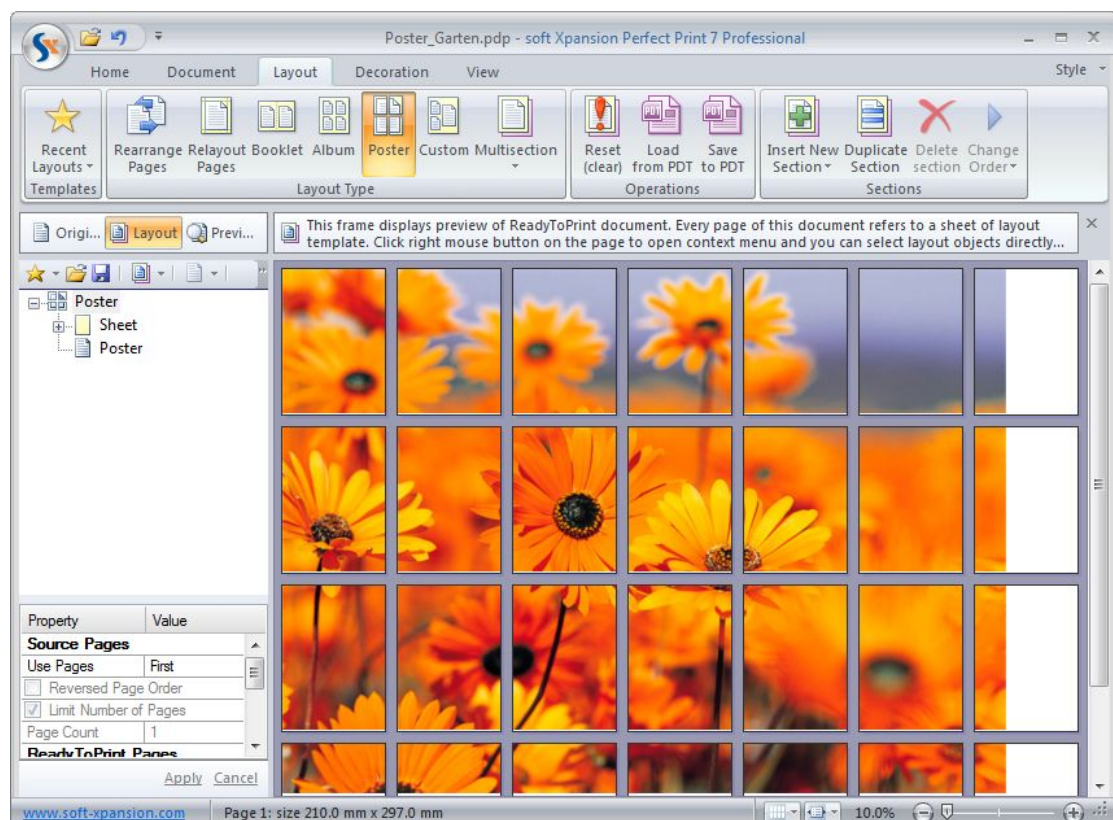 Poster_Garten.pdp - soft Xpansion Perfect Print 7 Professional
Home Document Layout Decoration View Style
Recent Layouts
Rearrange Pages
Relayout Pages
Booklet
Album
Poster
Custom
Multisection
Reset (clear)
Load from PDT
Save to PDT
Insert New Section
Duplicate Section
Delete section
Change Order
Templates Layout Type Operations Sections
Origi... Layout Previ...
This frame displays preview of ReadyToPrint document. Every page of this document refers to a sheet of layout
template. Click right mouse button on the page to open context menu and you can select layout objects directly...
Poster
Sheet
Poster
Property Value
Source Pages
Use Pages First
Reversed Page Order
Limit Number of Pages
Page Count 1
ReadyToPrint Pages
Apply Cancel
www.soft-xpansion.com Page 1: size 210.0 mm x 297.0 mm 10.0%